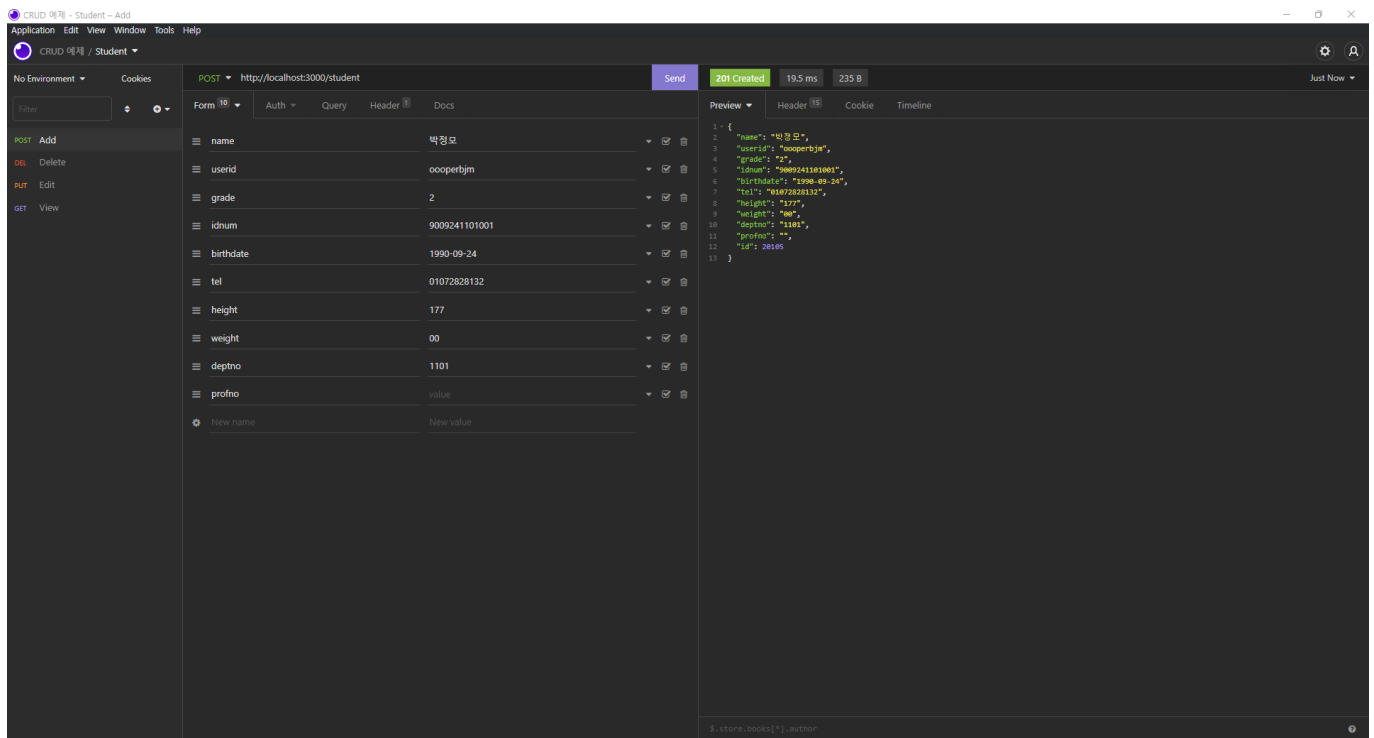 CRUD 예제 - Student – Add
Application Edit View Window Tools Help
CRUD 예제 / Student
No Environment Cookies
POST http://localhost:3000/student Send
201 Created 19.5 ms 235 B Just Now
Filter
Form 10 Auth Query Header 1 Docs
Preview Header 15 Cookie Timeline
POST Add
DEL Delete
PUT Edit
GET View
name 박정모
userid oooperbjm
grade 2
idnum 9009241101001
birthdate 1990-09-24
tel 01072828132
height 177
weight 00
deptno 1101
profno value
New name New value
1 {
2 "name": "박정모",
3 "userid": "oooperbjm",
4 "grade": "2",
5 "idnum": "9009241101001",
6 "birthdate": "1990-09-24",
7 "tel": "01072828132",
8 "height": "177",
9 "weight": "00",
10 "deptno": "1101",
11 "profno": "",
12 "id": 20105
13 }
$.store.books[*].author